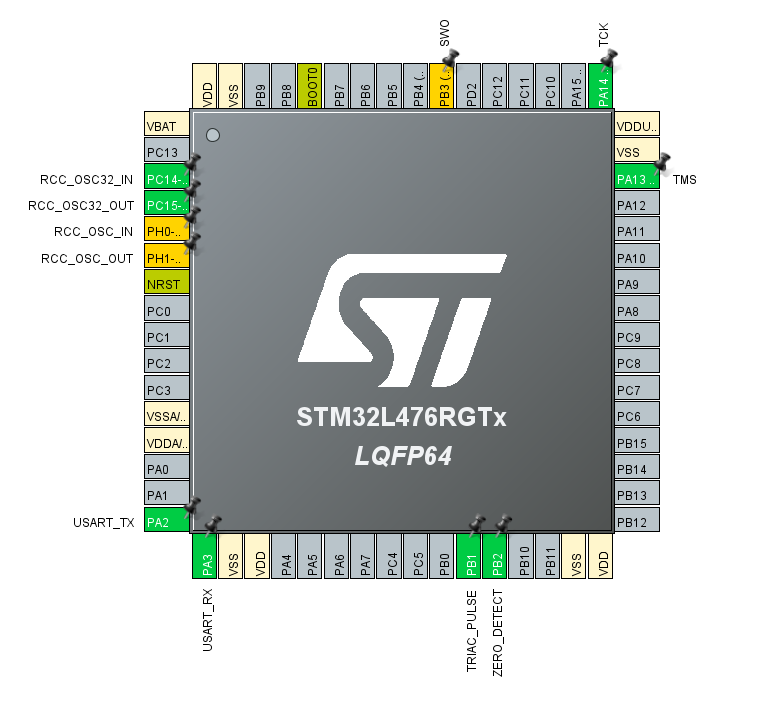 SWO
TCK
VDD
VSS
PB9
PB8
BOOT0
PB7
PB6
PB5
PB4 (..
PB3 (..
PD2
PC12
PC11
PC10
PA15 ..
PA14 ..
VBAT
PC13
RCC_OSC32_IN PC14-..
RCC_OSC32_OUT PC15-..
RCC_OSC_IN PH0-..
RCC_OSC_OUT PH1-..
NRST
PC0
PC1
PC2
PC3
VSSA/..
VDDA/..
PA0
PA1
USART_TX PA2
VDDU..
VSS
PA13 .. TMS
PA12
PA11
PA10
PA9
PA8
PC9
PC8
PC7
PC6
PB15
PB14
PB13
PB12
ST
STM32L476RGTx
LQFP64
PA3
VSS
VDD
PA4
PA5
PA6
PA7
PC4
PC5
PB0
PB1
PB2
PB10
PB11
VSS
VDD
USART_RX
TRIAC_PULSE
ZERO_DETECT